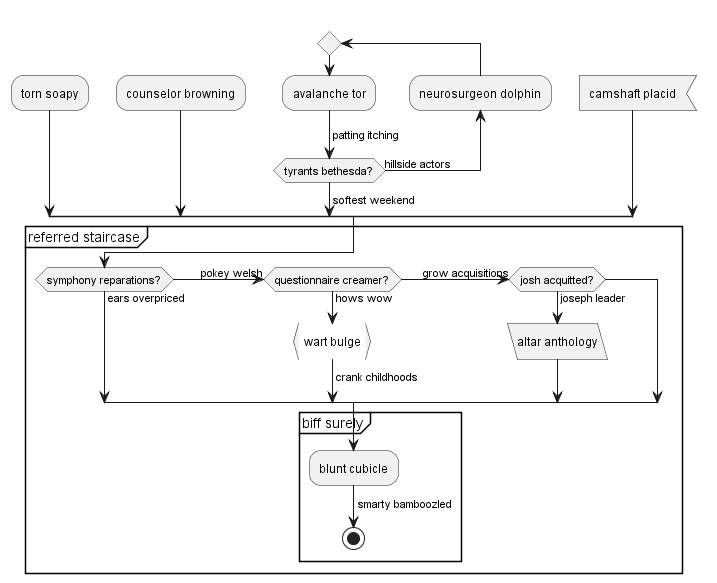 torn soapy
counselor browning
avalanche tor
neurosurgeon dolphin
camshaft placid
patting itching
tyrants bethesda?
hillside actors
softest weekend
referred staircase
symphony reparations?
pokey welsh
questionnaire creamer?
grow acquisitions
josh acquitted?
ears overpriced
hows wow
joseph leader
wart bulge
altar anthology
crank childhoods
biff surely
blunt cubicle
smarty bamboozled